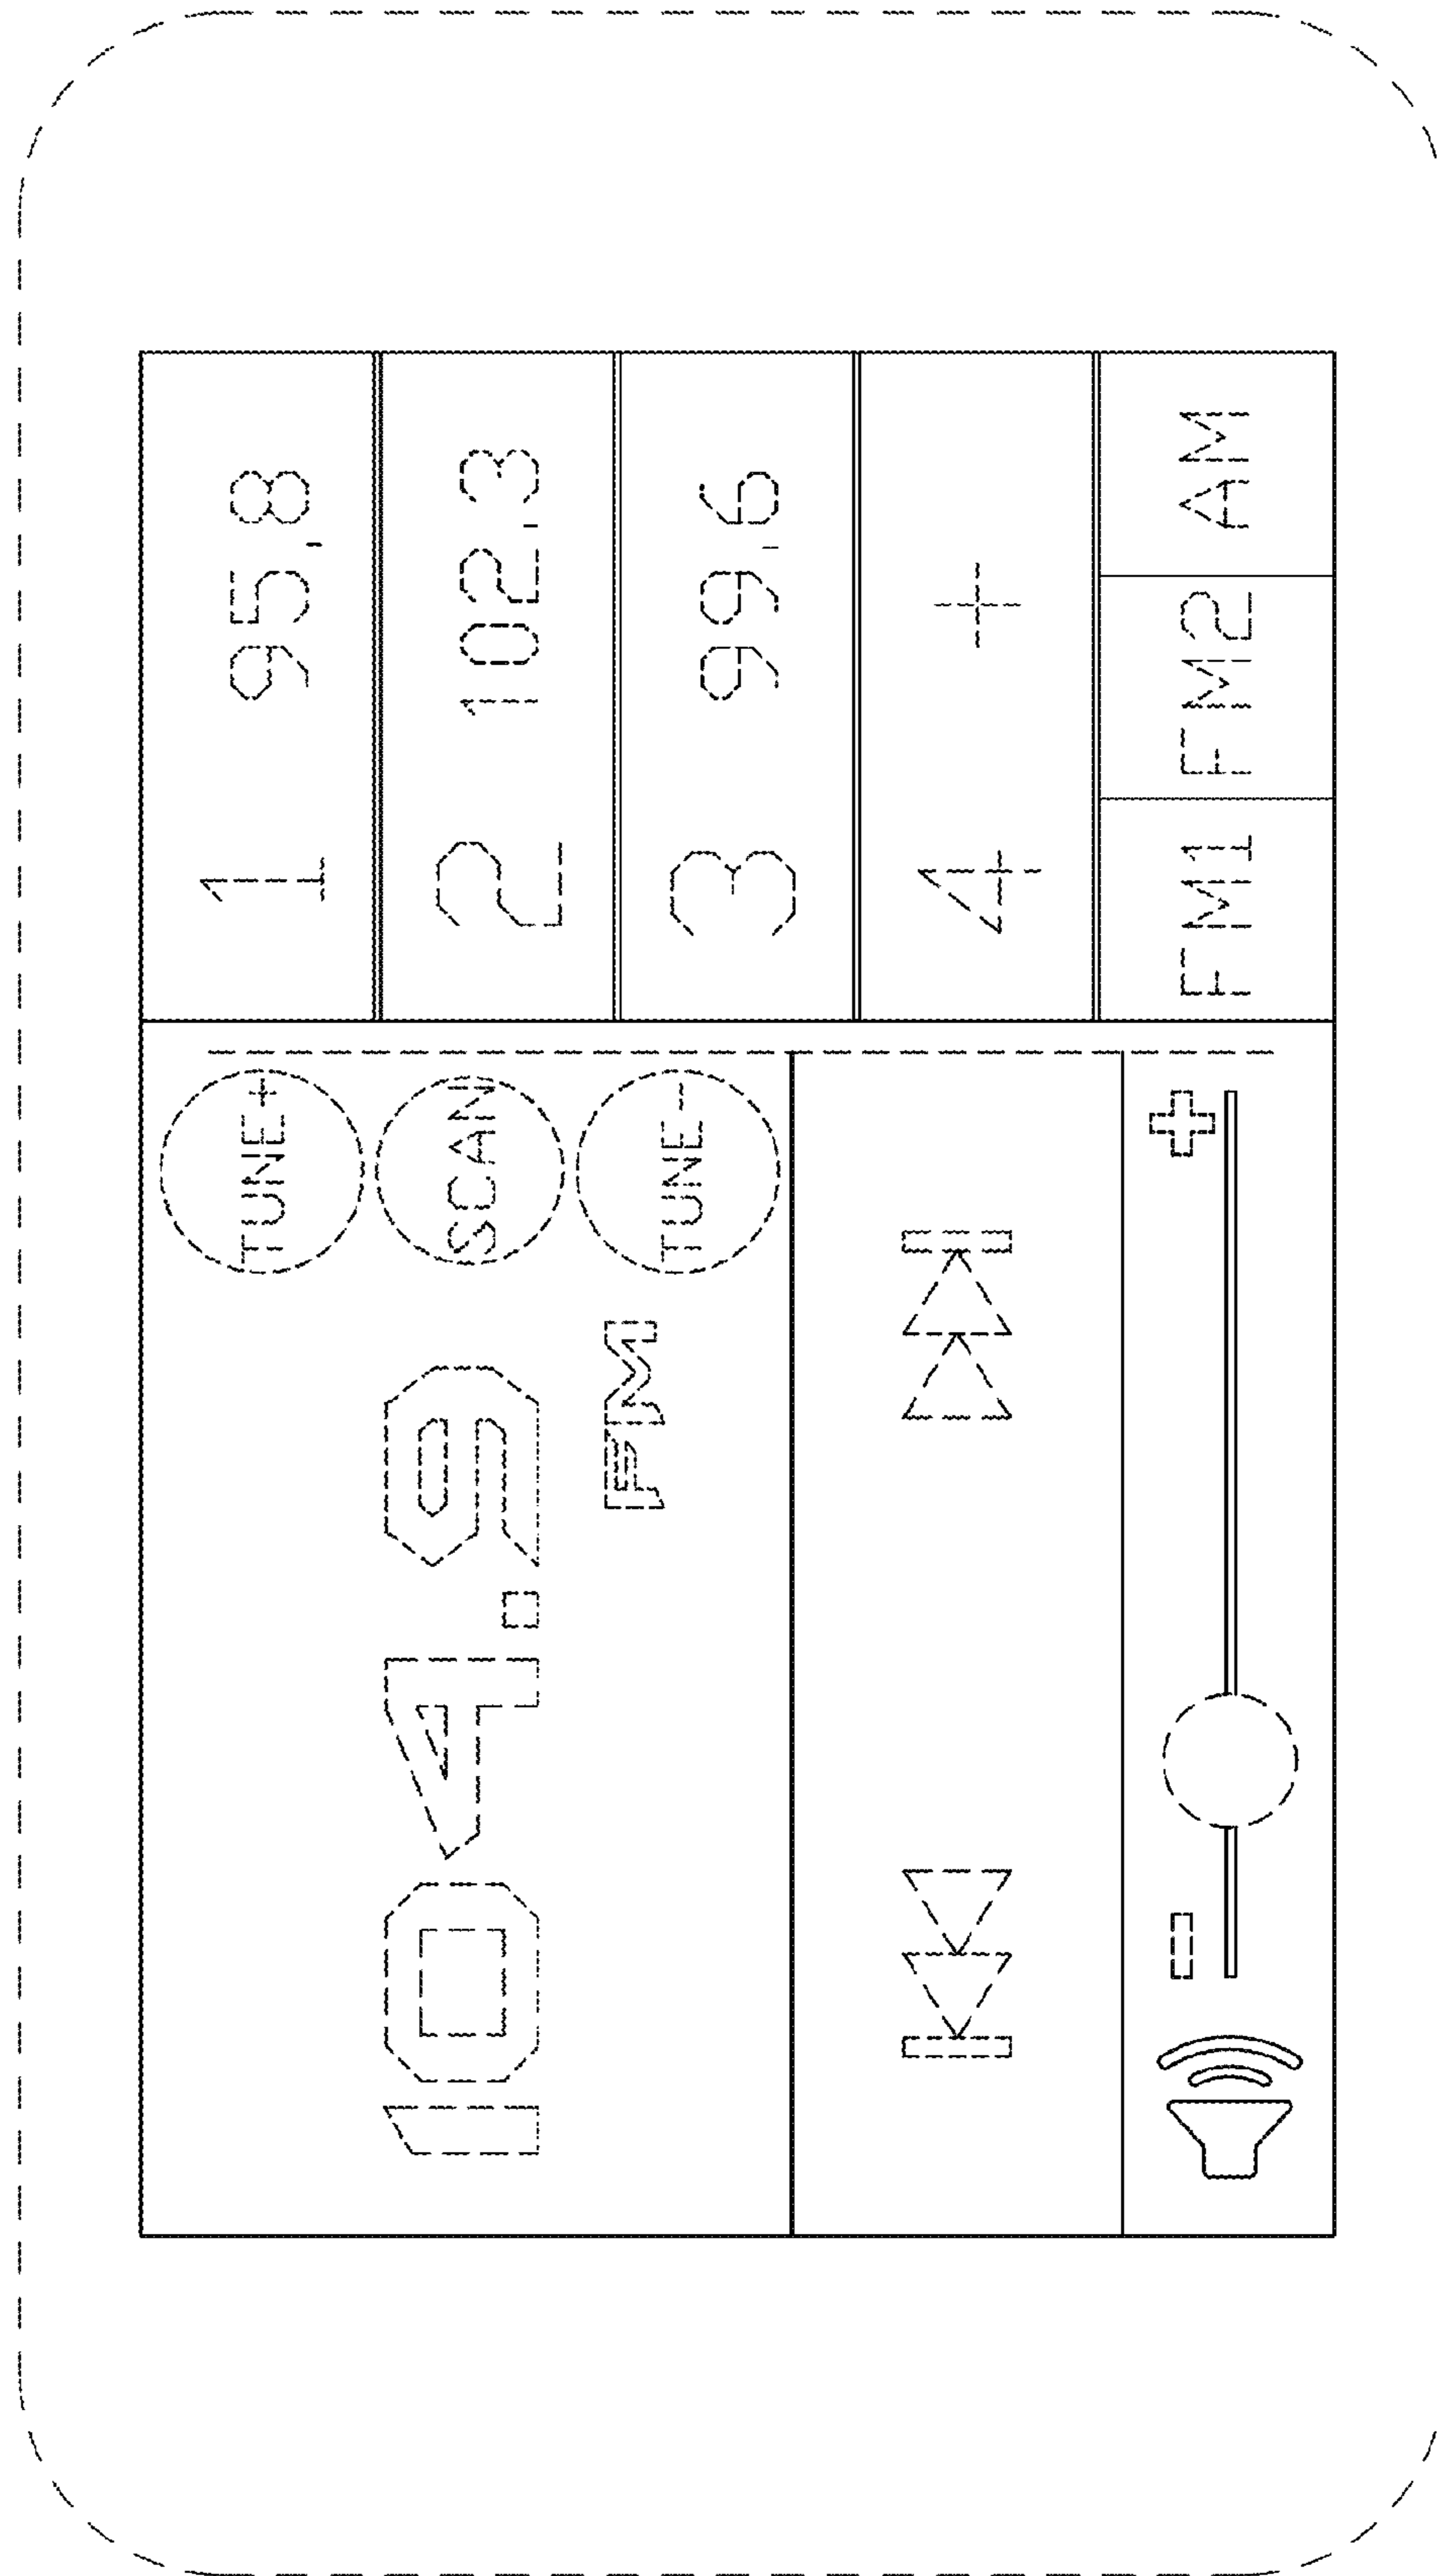 104.9
FM
TUNE+
SCAN
TUNE-
1 95,8
2 102,3
3 99,6
4 +
FM1 FM2 AM
- +